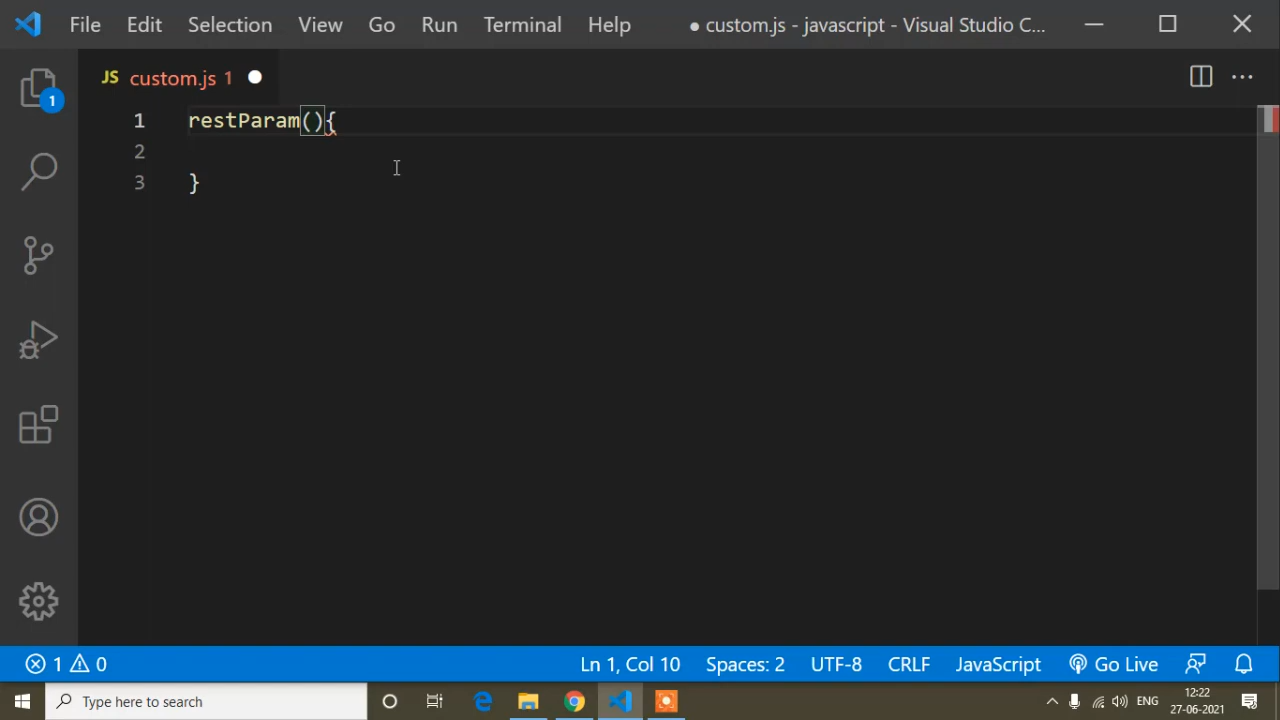 File Edit Selection View Go Run Terminal Help ● custom.js - javascript - Visual Studio C...
JS custom.js 1
1
1 restParam(){
2
3 }
1 0 Ln 1, Col 10 Spaces: 2 UTF-8 CRLF JavaScript Go Live
Type here to search ENG 12:22
27-06-2021